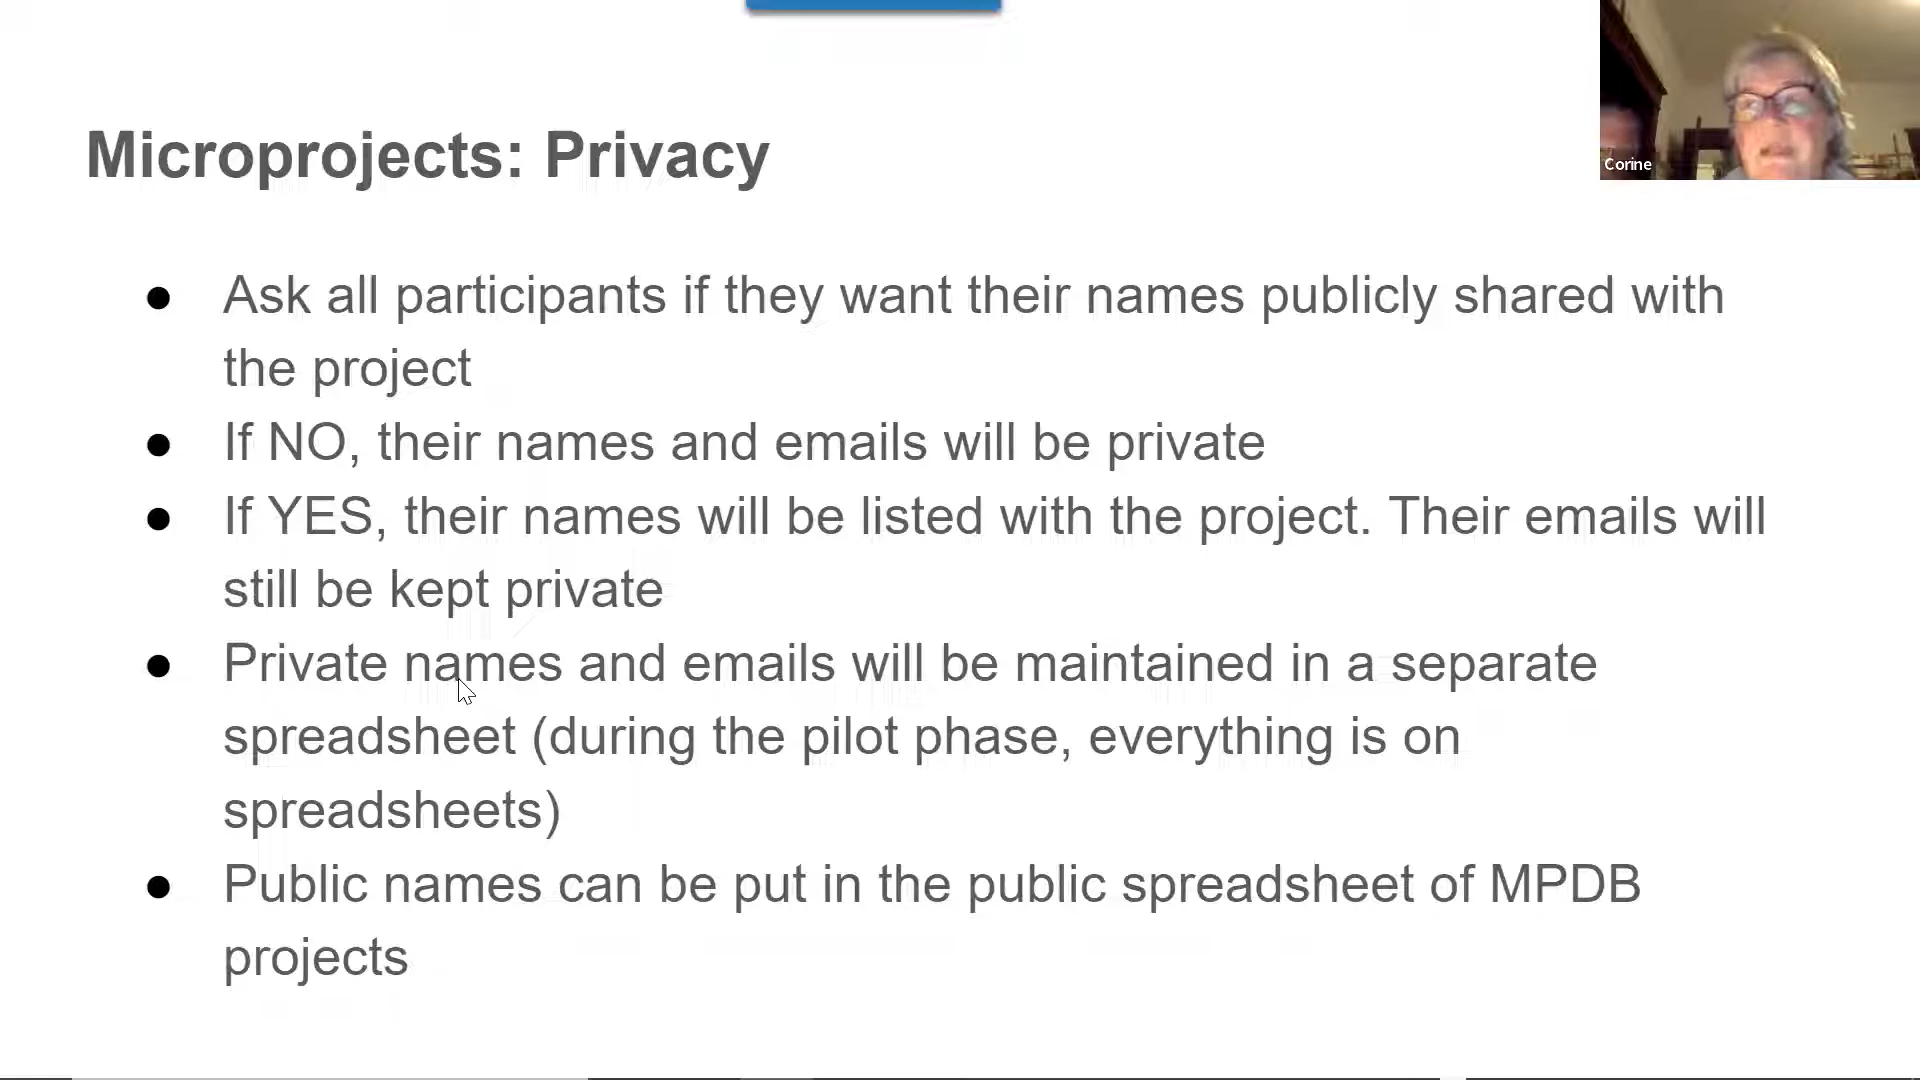 Microprojects: Privacy
Corine
● Ask all participants if they want their names publicly shared with
the project
● If NO, their names and emails will be private
● If YES, their names will be listed with the project. Their emails will
still be kept private
● Private names and emails will be maintained in a separate
spreadsheet (during the pilot phase, everything is on
spreadsheets)
● Public names can be put in the public spreadsheet of MPDB
projects